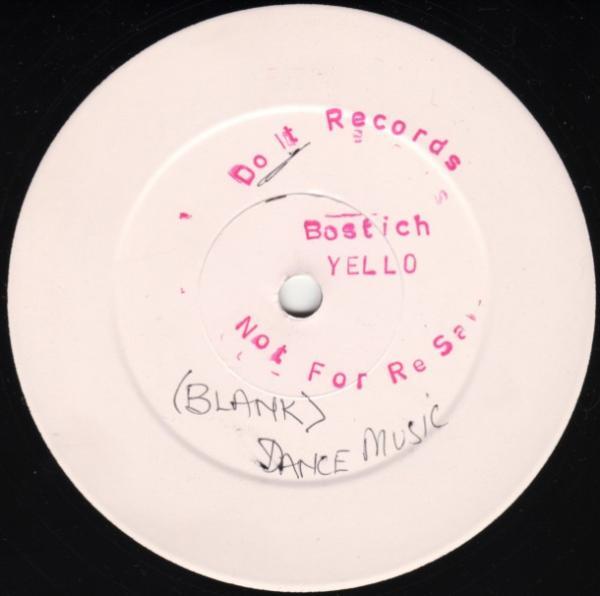 Do It Records
Bostich
YELLO
Not For Re Sa
(BLANK)
DANCE MUSIC